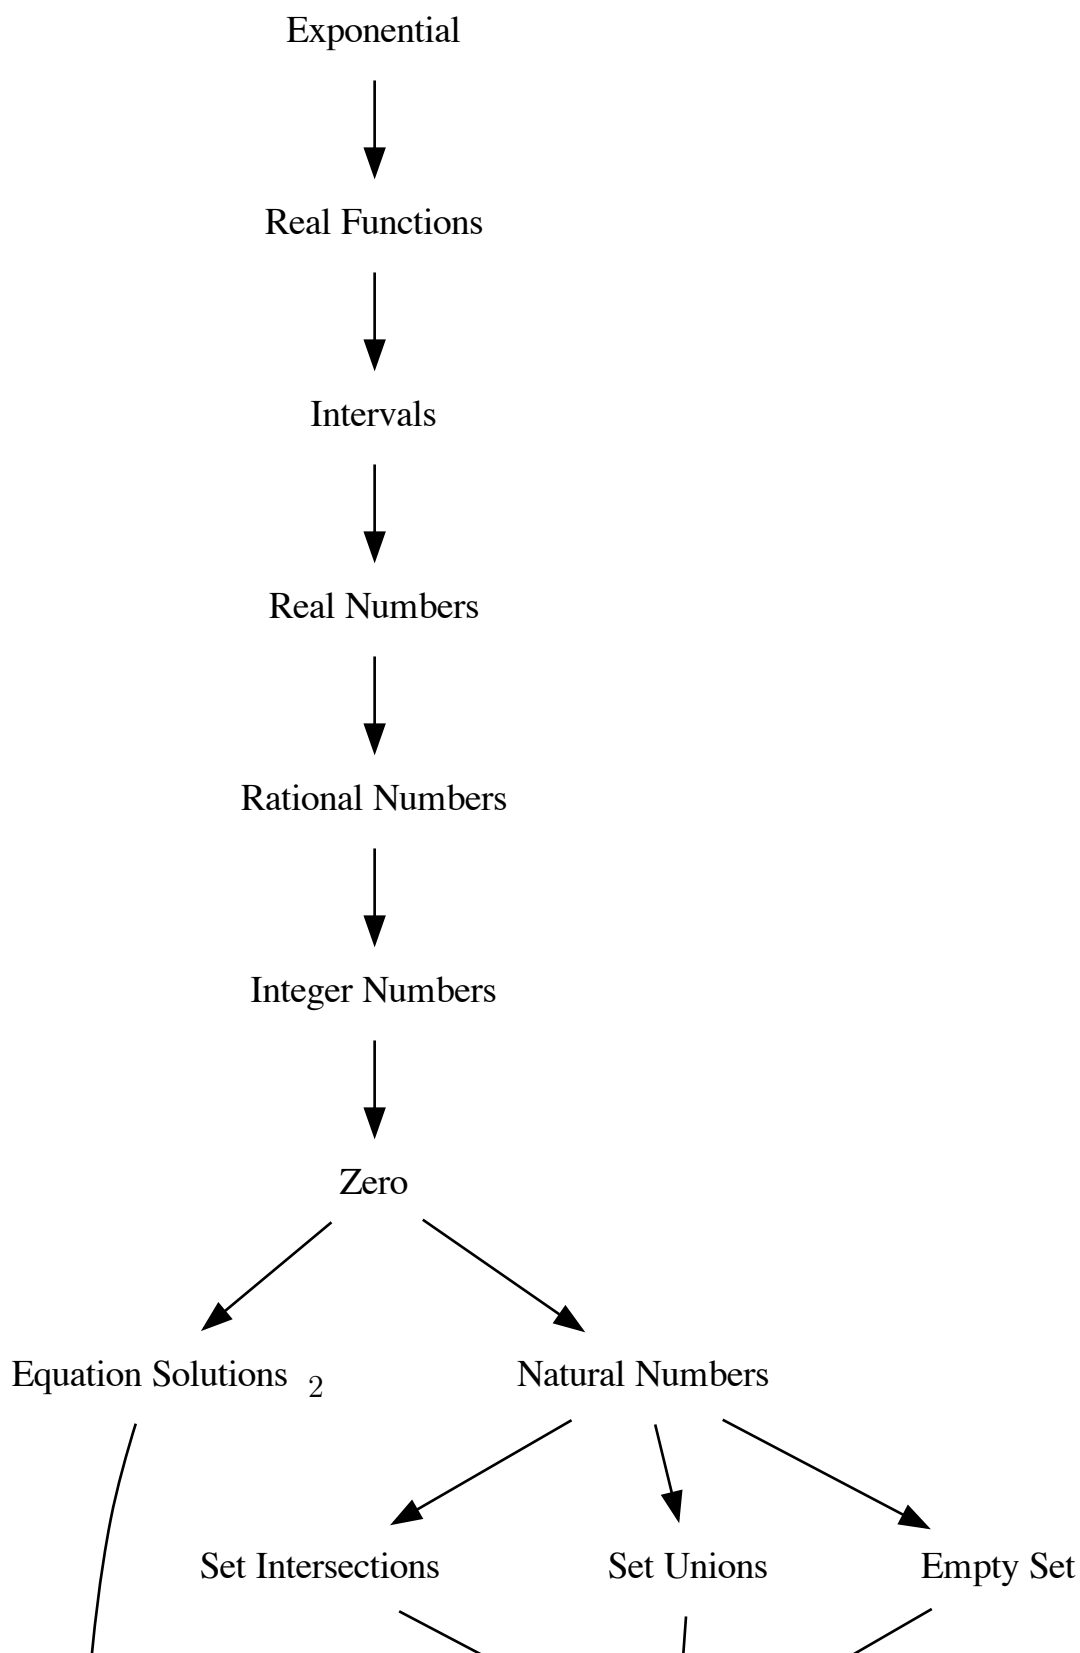 Exponential
Real Functions
Intervals
Real Numbers
Rational Numbers
Integer Numbers
Zero
Equation Solutions 2 Natural Numbers
Set Intersections Set Unions Empty Set